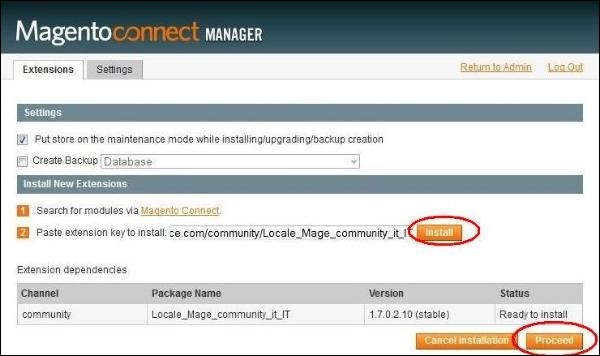 Magentoconnect MANAGER
Extensions Settings Return to Admin Log Out
Settings
Put store on the maintenance mode while installing/upgrading/backup creation
Create Backup Database
Install New Extensions
1 Search for modules via Magento Connect.
2 Paste extension key to install: ce.com/community/Locale_Mage_community_it_IT Install
Extension dependencies
Channel Package Name Version Status
community Locale_Mage_community_it_IT 1.7.0.2.10 (stable) Ready to install
Cancel Installation Proceed